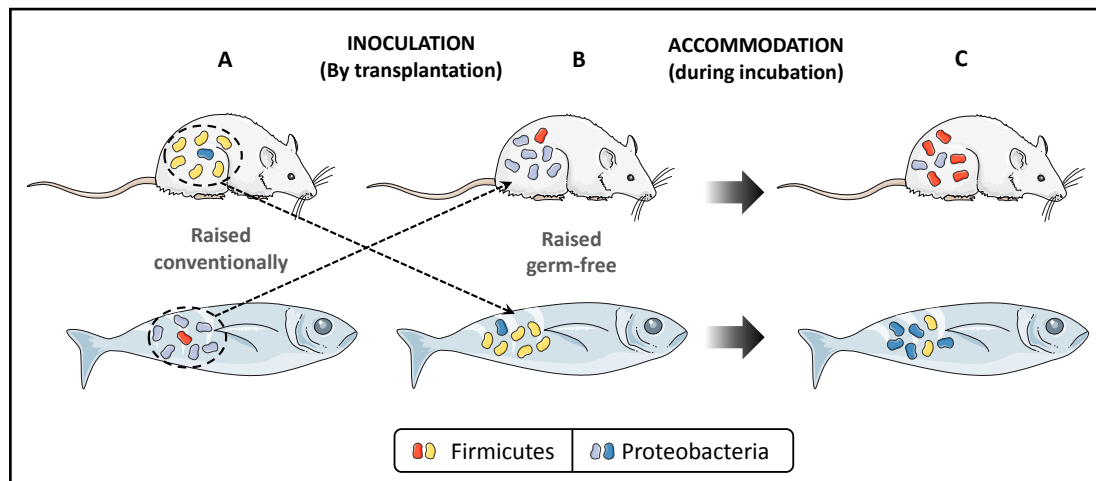 A
INOCULATION
(By transplantation)
B
ACCOMMODATION
(during incubation)
C
Raised
conventionally
Raised
germ-free
Firmicutes
Proteobacteria